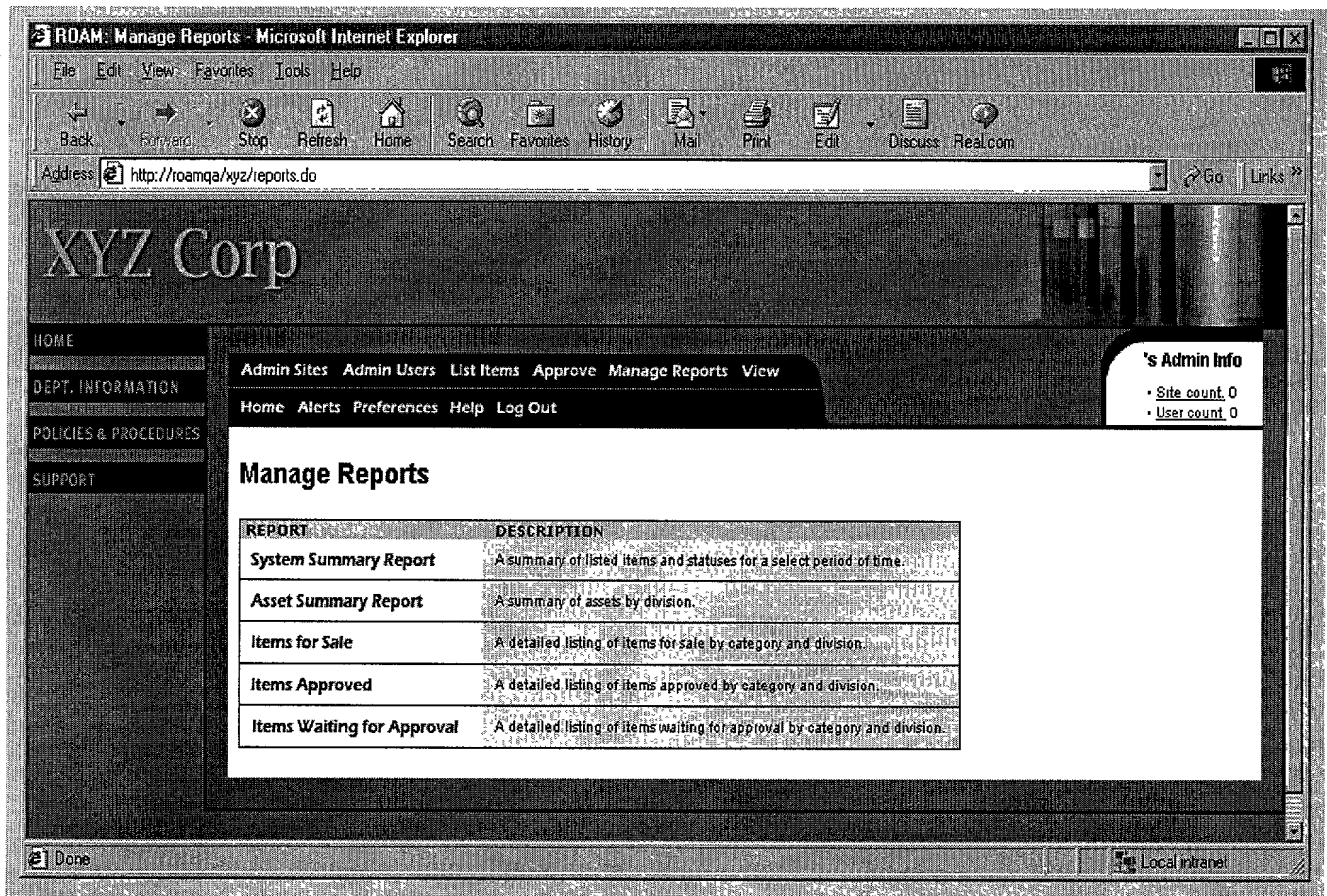 ROAM: Manage Reports - Microsoft Internet Explorer
File Edit View Favorites Tools Help
Back Forward Stop Refresh Home Search Favorites History Mail Print Edit Discuss Real.com
Address http://roamqa/xyz/reports.do Go Links »
XYZ Corp
HOME
DEPT. INFORMATION
POLICIES & PROCEDURES
SUPPORT
Admin Sites Admin Users List Items Approve Manage Reports View
Home Alerts Preferences Help Log Out
's Admin Info
• Site count. 0
• User count. 0
Manage Reports
REPORT DESCRIPTION
System Summary Report A summary of listed items and statuses for a select period of time.
Asset Summary Report A summary of assets by division.
Items for Sale A detailed listing of items for sale by category and division.
Items Approved A detailed listing of items approved by category and division.
Items Waiting for Approval A detailed listing of items waiting for approval by category and division.
Done Local intranet